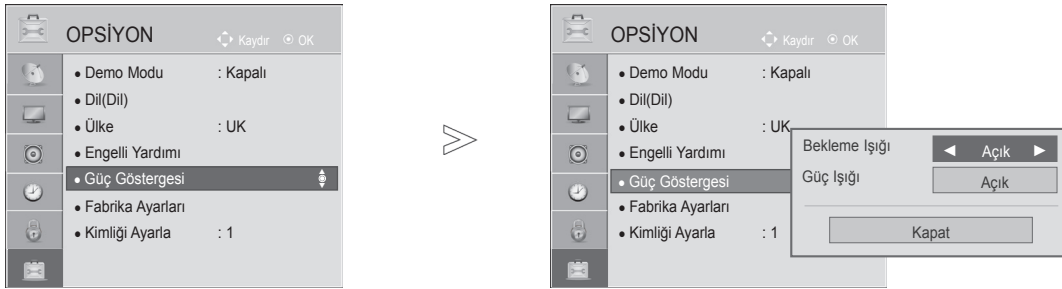 OPSİYON Kaydır OK
• Demo Modu : Kapalı
• Dil(Dil)
• Ülke : UK
• Engelli Yardımı
• Güç Göstergesi
• Fabrika Ayarları
• Kimliği Ayarla : 1
OPSİYON Kaydır OK
• Demo Modu : Kapalı
• Dil(Dil)
• Ülke : UK
• Engelli Yardımı
• Güç Göstergesi
• Fabrika Ayarları
• Kimliği Ayarla : 1
Bekleme Işığı ◄ Açık ►
Güç Işığı Açık
Kapat